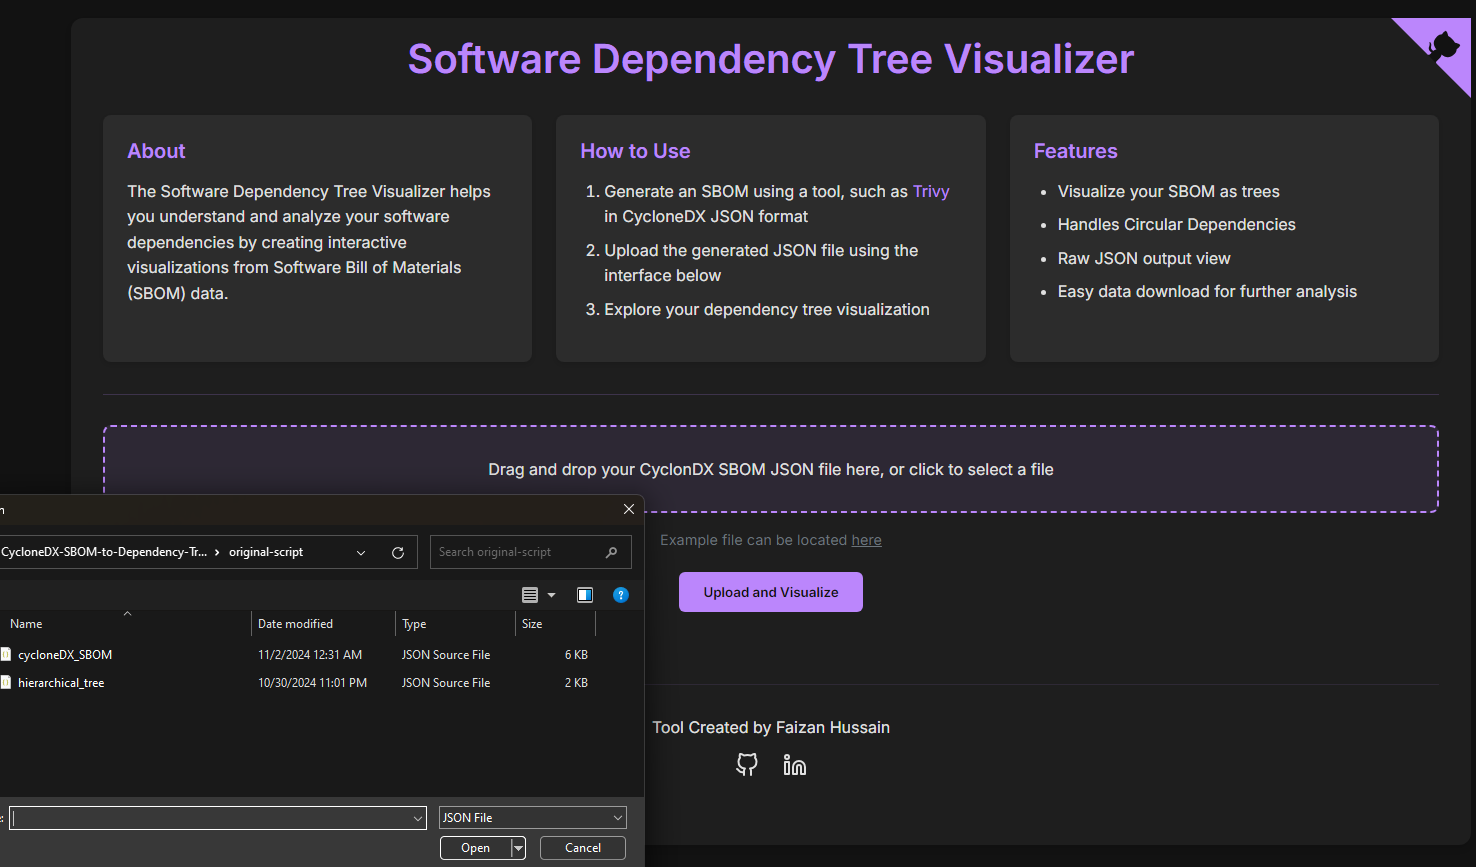 Software Dependency Tree Visualizer
About
The Software Dependency Tree Visualizer helps
you understand and analyze your software
dependencies by creating interactive
visualizations from Software Bill of Materials
(SBOM) data.
How to Use
1. Generate an SBOM using a tool, such as Trivy
in CycloneDX JSON format
2. Upload the generated JSON file using the
interface below
3. Explore your dependency tree visualization
Features
• Visualize your SBOM as trees
• Handles Circular Dependencies
• Raw JSON output view
• Easy data download for further analysis
Drag and drop your CyclonDX SBOM JSON file here, or click to select a file
Example file can be located here
Upload and Visualize
Tool Created by Faizan Hussain
CycloneDX-SBOM-to-Dependency-Tr... › original-script
Search original-script
Name Date modified Type Size
cycloneDX_SBOM 11/2/2024 12:31 AM JSON Source File 6 KB
hierarchical_tree 10/30/2024 11:01 PM JSON Source File 2 KB
JSON File
Open Cancel